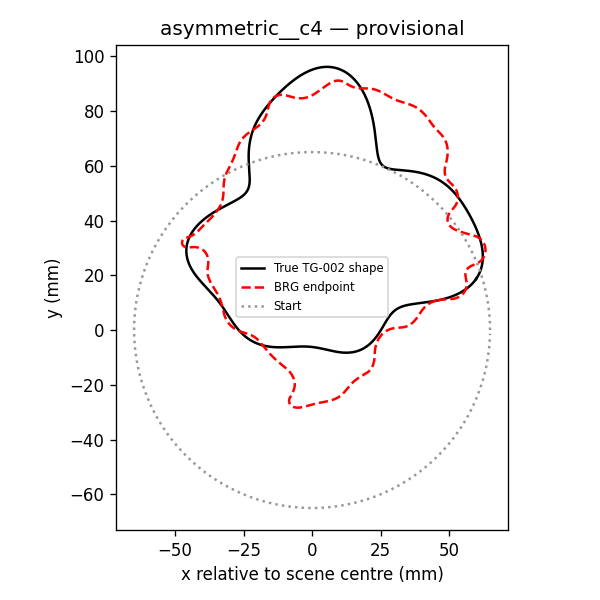 asymmetric__c4 — provisional
100
80
60
40
20
0
−20
−40
−60
y (mm)
True TG-002 shape
BRG endpoint
Start
−50 −25 0 25 50
x relative to scene centre (mm)